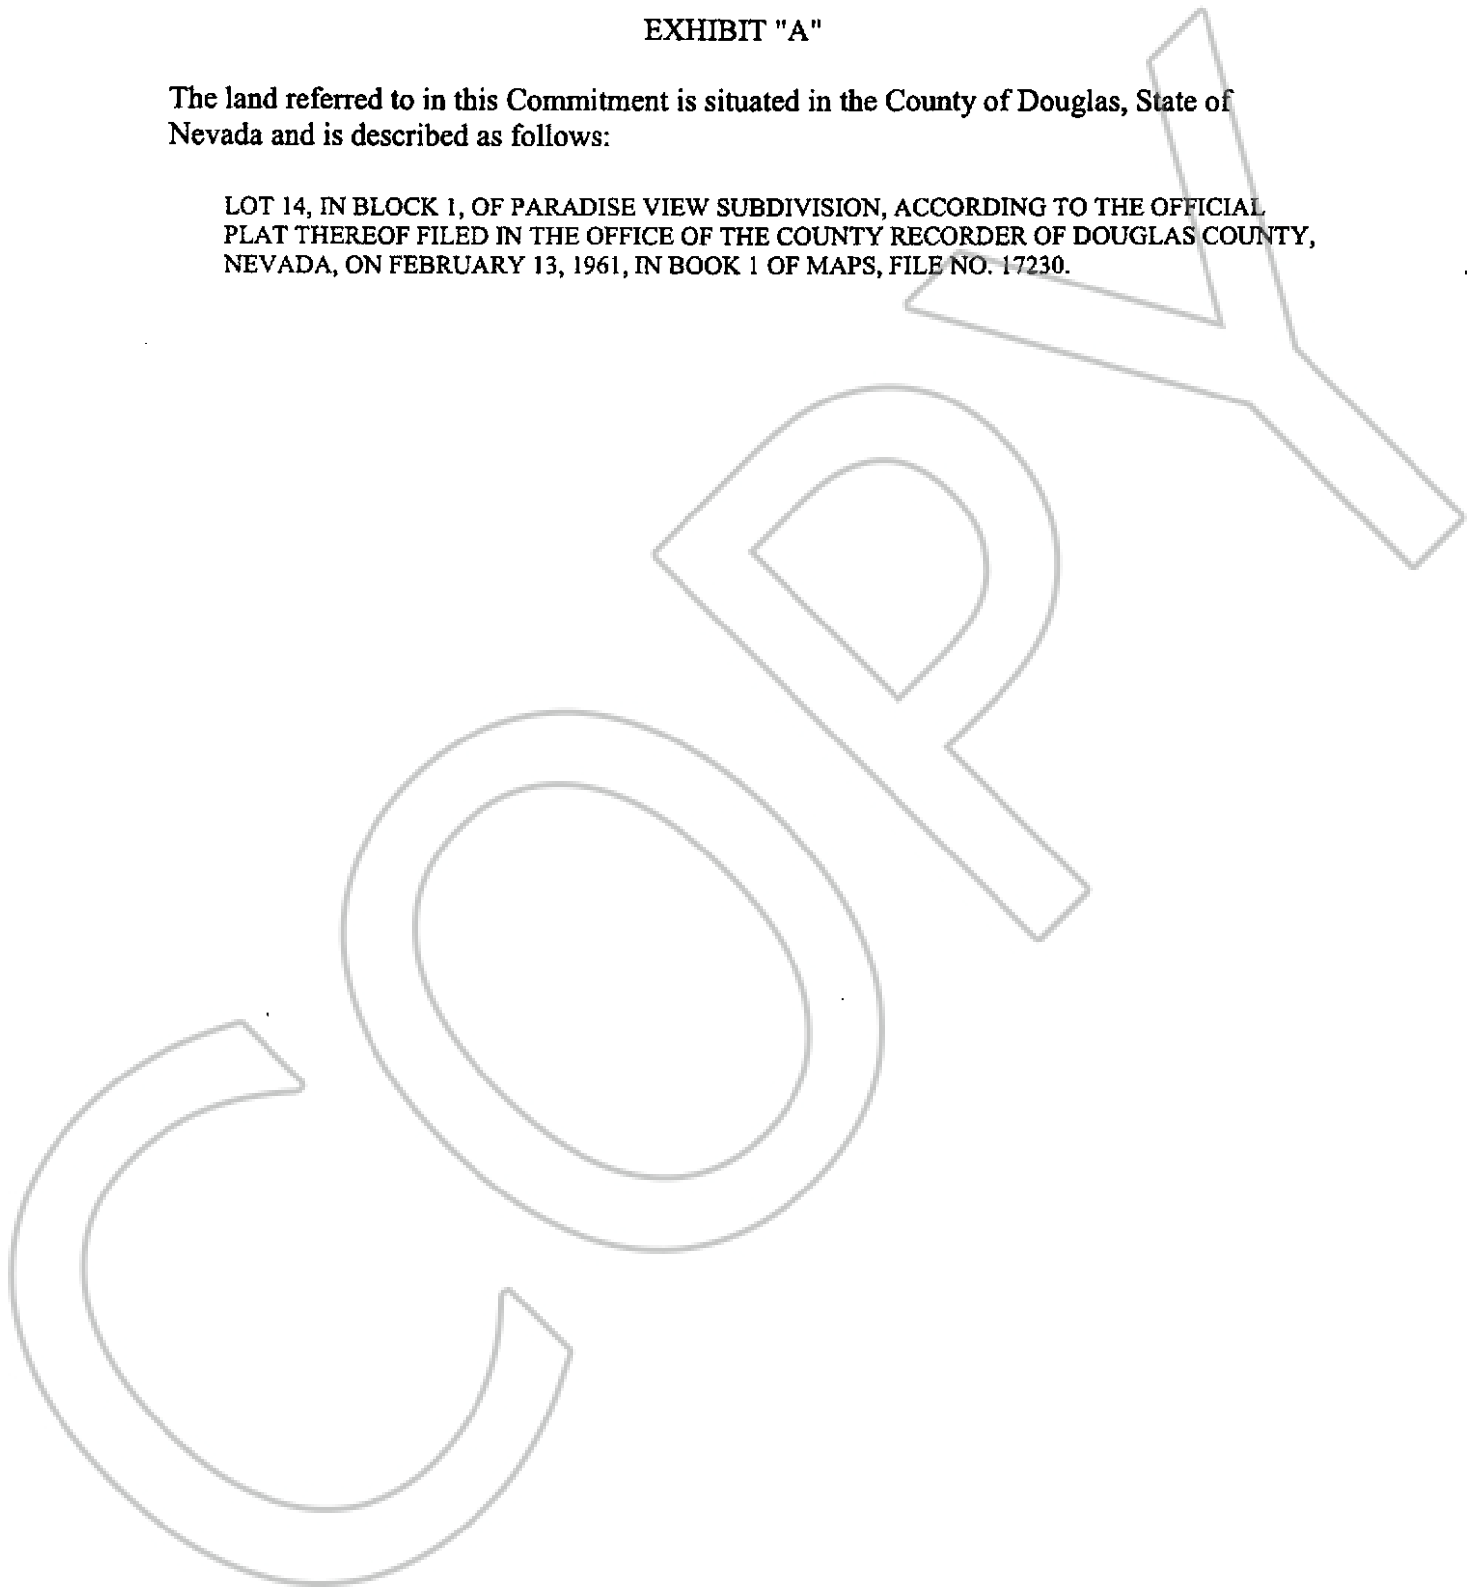 EXHIBIT "A"
The land referred to in this Commitment is situated in the County of Douglas, State of
Nevada and is described as follows:
LOT 14, IN BLOCK 1, OF PARADISE VIEW SUBDIVISION, ACCORDING TO THE OFFICIAL
PLAT THEREOF FILED IN THE OFFICE OF THE COUNTY RECORDER OF DOUGLAS COUNTY,
NEVADA, ON FEBRUARY 13, 1961, IN BOOK 1 OF MAPS, FILE NO. 17230.
COPY